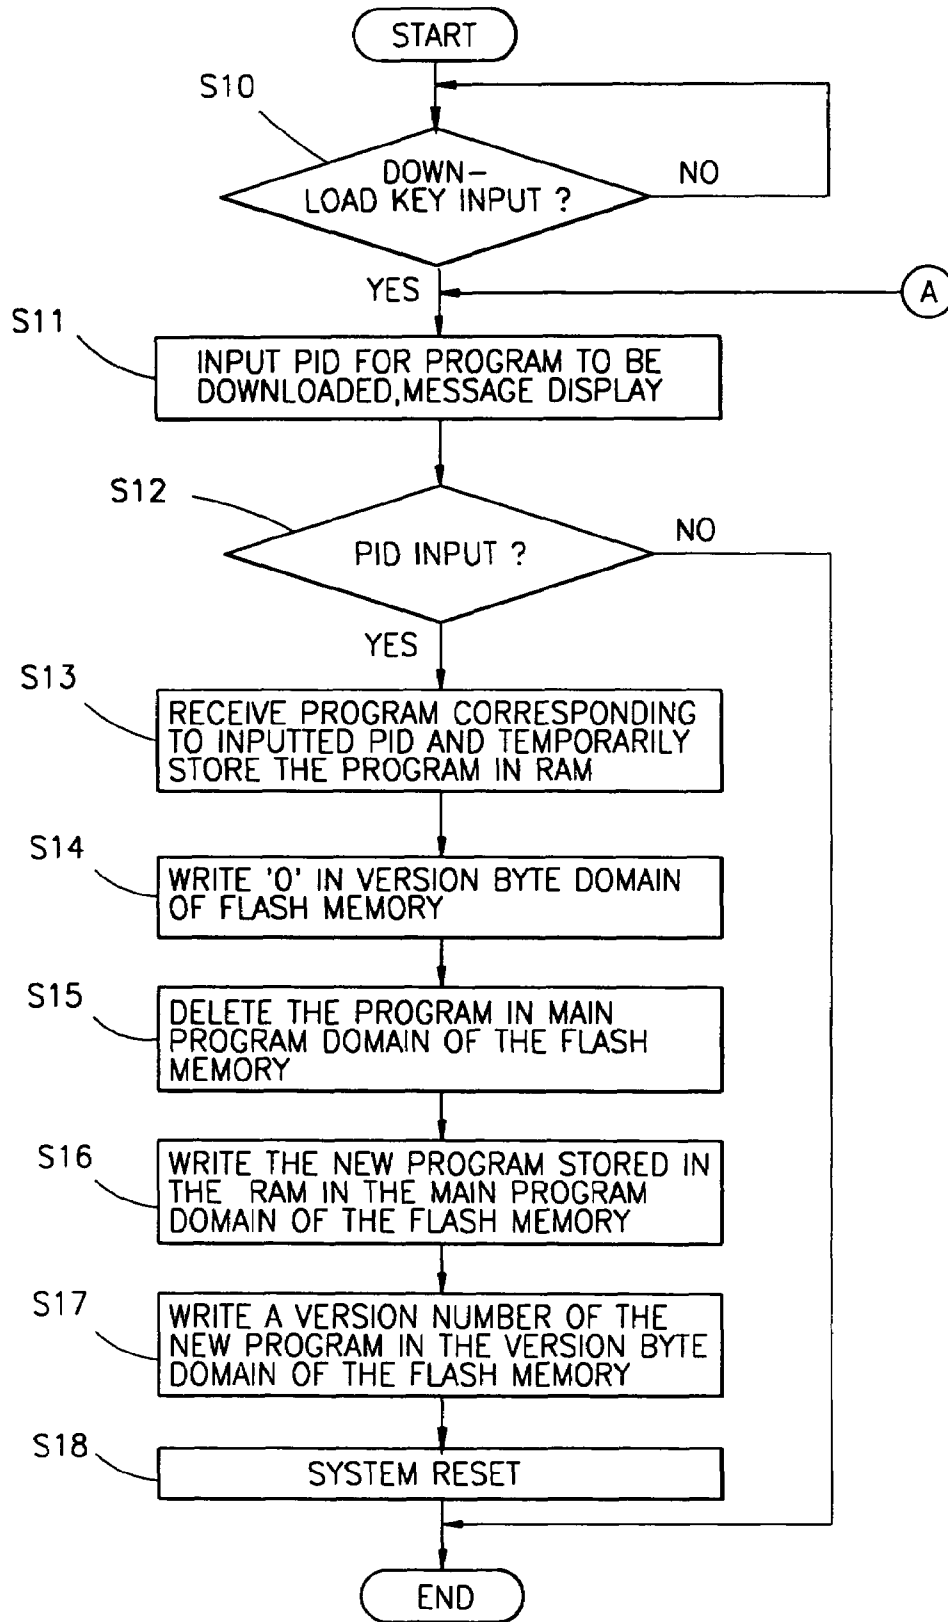 START
S10
DOWN-
LOAD KEY INPUT ?
NO
YES
A
S11
INPUT PID FOR PROGRAM TO BE
DOWNLOADED,MESSAGE DISPLAY
S12
PID INPUT ?
NO
YES
S13
RECEIVE PROGRAM CORRESPONDING
TO INPUTTED PID AND TEMPORARILY
STORE THE PROGRAM IN RAM
S14
WRITE '0' IN VERSION BYTE DOMAIN
OF FLASH MEMORY
S15
DELETE THE PROGRAM IN MAIN
PROGRAM DOMAIN OF THE FLASH
MEMORY
S16
WRITE THE NEW PROGRAM STORED IN
THE RAM IN THE MAIN PROGRAM
DOMAIN OF THE FLASH MEMORY
S17
WRITE A VERSION NUMBER OF THE
NEW PROGRAM IN THE VERSION BYTE
DOMAIN OF THE FLASH MEMORY
S18
SYSTEM RESET
END